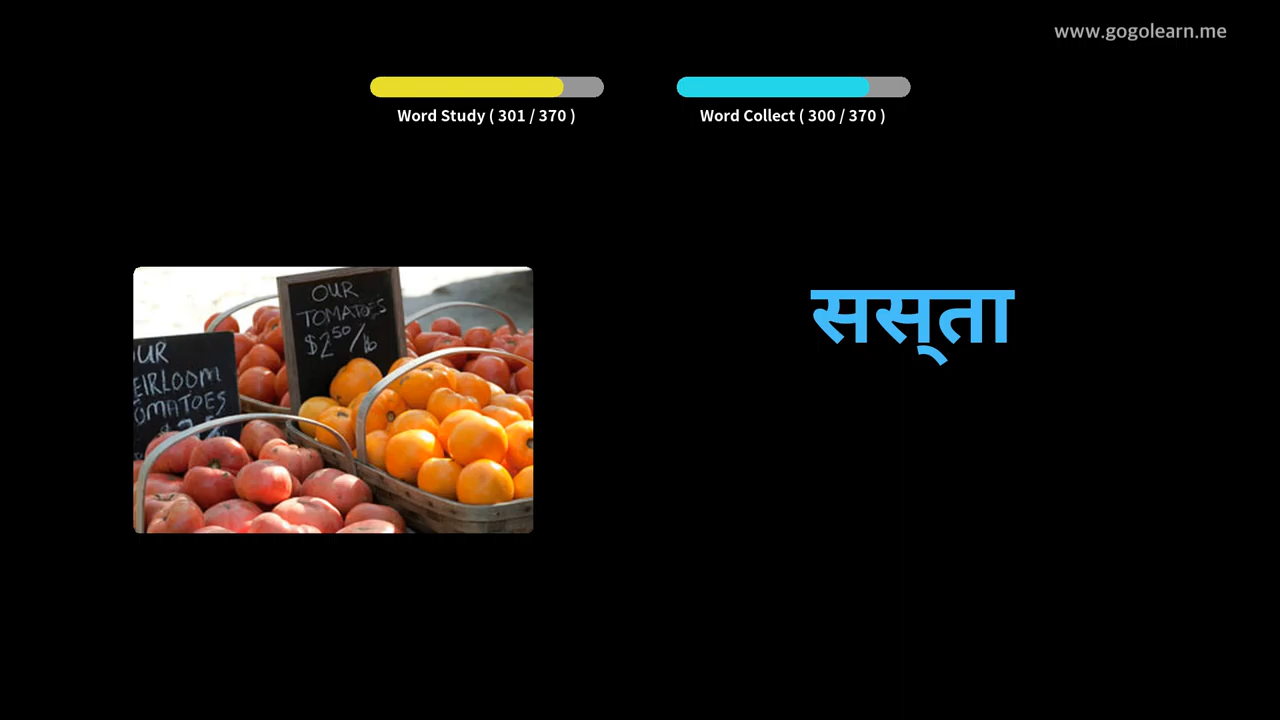 www.gogolearn.me
Word Study ( 301 / 370 )
Word Collect ( 300 / 370 )
OUR
TOMATOES
$2.50/lb
UR
EIRLOOM
OMATOES
सस्ता